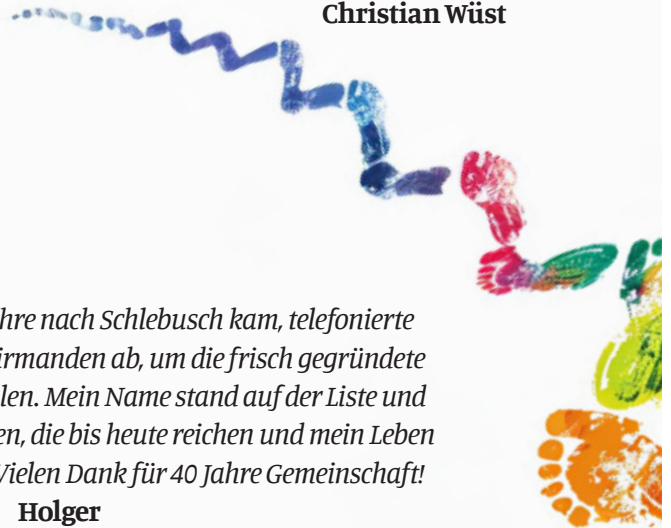 Christian Wüst
hre nach Schlebusch kam, telefonierte
irmanden ab, um die frisch gegründete
len. Mein Name stand auf der Liste und
en, die bis heute reichen und mein Leben
Vielen Dank für 40 Jahre Gemeinschaft!
Holger